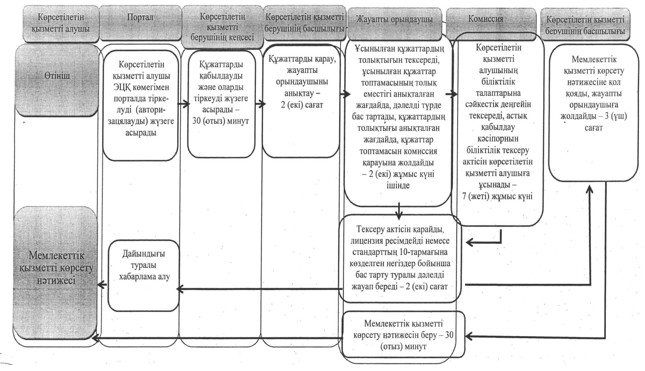 Көрсетілетін
қызметті алушы
Портал
Көрсетілетін
қызметті
берушінің кеңсесі
Көрсетілетін қызметті
берушінің басшылығы
Жауапты орындаушы
Комиссия
Көрсетілетін қызметті
берушінің басшылығы
Өтініш
Көрсетілетін
қызметті алушы
ЭЦҚ көмегімен
порталда тірке-
луді (автори-
зацялауды) жүзеге
асырады
Құжаттарды
қабылдауды
және оларды
тіркеуді жүзеге
асырады –
30 (отыз) минут
Құжаттарды қарау,
жауапты
орындаушыны
анықтау –
2 (екі) сағат
Ұсынылған құжаттардың
толықтығын тексереді,
ұсынылған құжаттар
топтамасының толық
еместігі анықталған
жағдайда, дәлелді түрде
бас тартады, құжаттардың
толықтығы анықталған
жағдайда, құжаттар
топтамасын комиссия
қарауына жолдайды
– 2 (екі) жұмыс күні
ішінде
Көрсетілетін
қызметті
алушының
біліктілік
талаптарына
сәйкестік деңгейін
тексереді, астық
қабылдау
кәсіпорнын
біліктілік тексеру
актісін көрсетілетін
қызметті алушыға
ұсынады –
7 (жеті) жұмыс күні
Мемлекеттік
қызметті көрсету
нәтижесіне қол
қояды, жауапты
орындаушыға
жолдайды – 3 (үш)
сағат
Мемлекеттік
қызметті көрсету
нәтижесі
Дайындығы
туралы
хабарлама алу
Тексеру актісін қарайды,
лицензия ресімдейді немесе
стандарттың 10-тармағына
көзделген негіздер бойынша
бас тарту туралы дәлелді
жауап береді – 2 (екі) сағат
Мемлекеттік қызметті
көрсету нәтижесін беру – 30
(отыз) минут